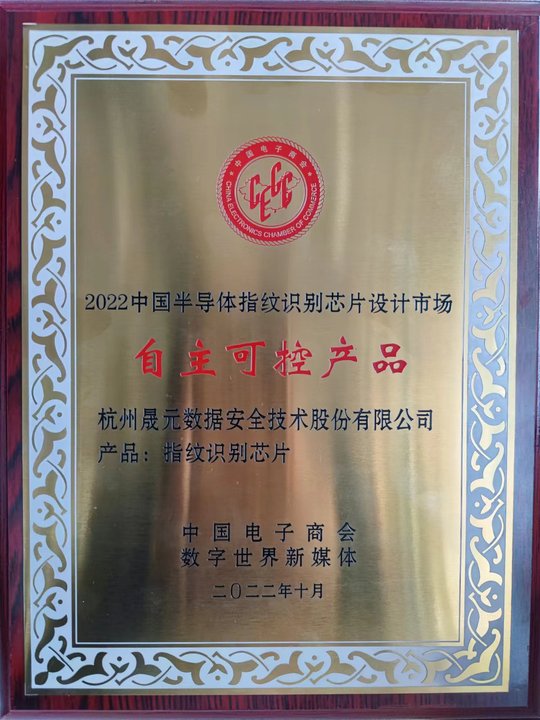 中国电子商会
CECC
CHINA ELECTRONICS CHAMBER OF COMMERCE
2022中国半导体指纹识别芯片设计市场
自主可控产品
杭州晟元数据安全技术股份有限公司
产品：指纹识别芯片
中国电子商会
数字世界新媒体
二〇二二年十月